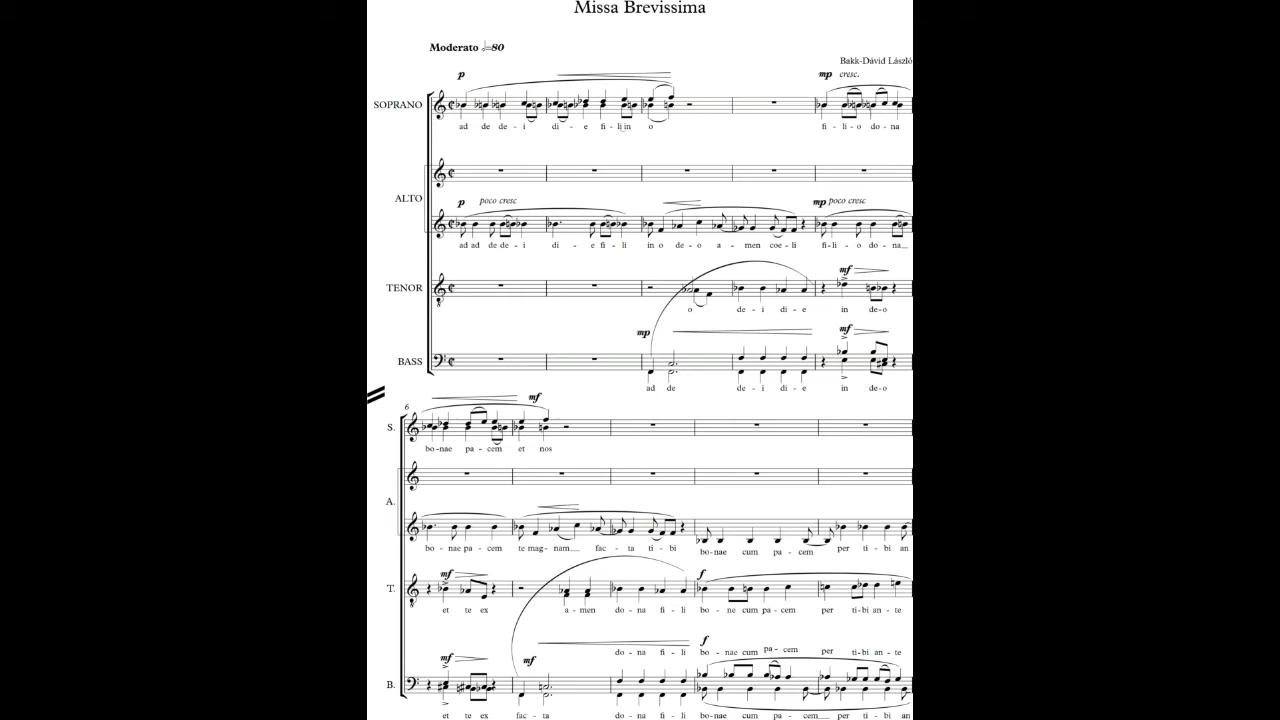 Missa Brevissima
Moderato 𝅗𝅥=80
Bakk-Dávid László
p
mp cresc.
SOPRANO
ad de de - i di - e fi - li in o fi - li - o do - na
ALTO
p poco cresc
mp poco cresc
ad ad de de - i di - e fi - li in o de - o a - men coe - li fi - li - o do - na
mf
TENOR
o de - i di - e in de - o
mp
mf
BASS
ad de de - i di - e in de - o
6
mf
S.
bo - nae pa - cem et nos
A.
bo - nae pa - cem te mag - nam fac - ta ti - bi bo - nae cum pa - cem per ti - bi an
mf
f
T.
et te ex a - men do - na fi - li bo - ne cum pa - cem per ti - bi an - te
f
do - na fi - li bo - nae cum pa - cem per ti - bi an - te
mf
mf
B.
et te ex fac - ta do - na fi - li bo - nae cum pa - cem per ti - bi an